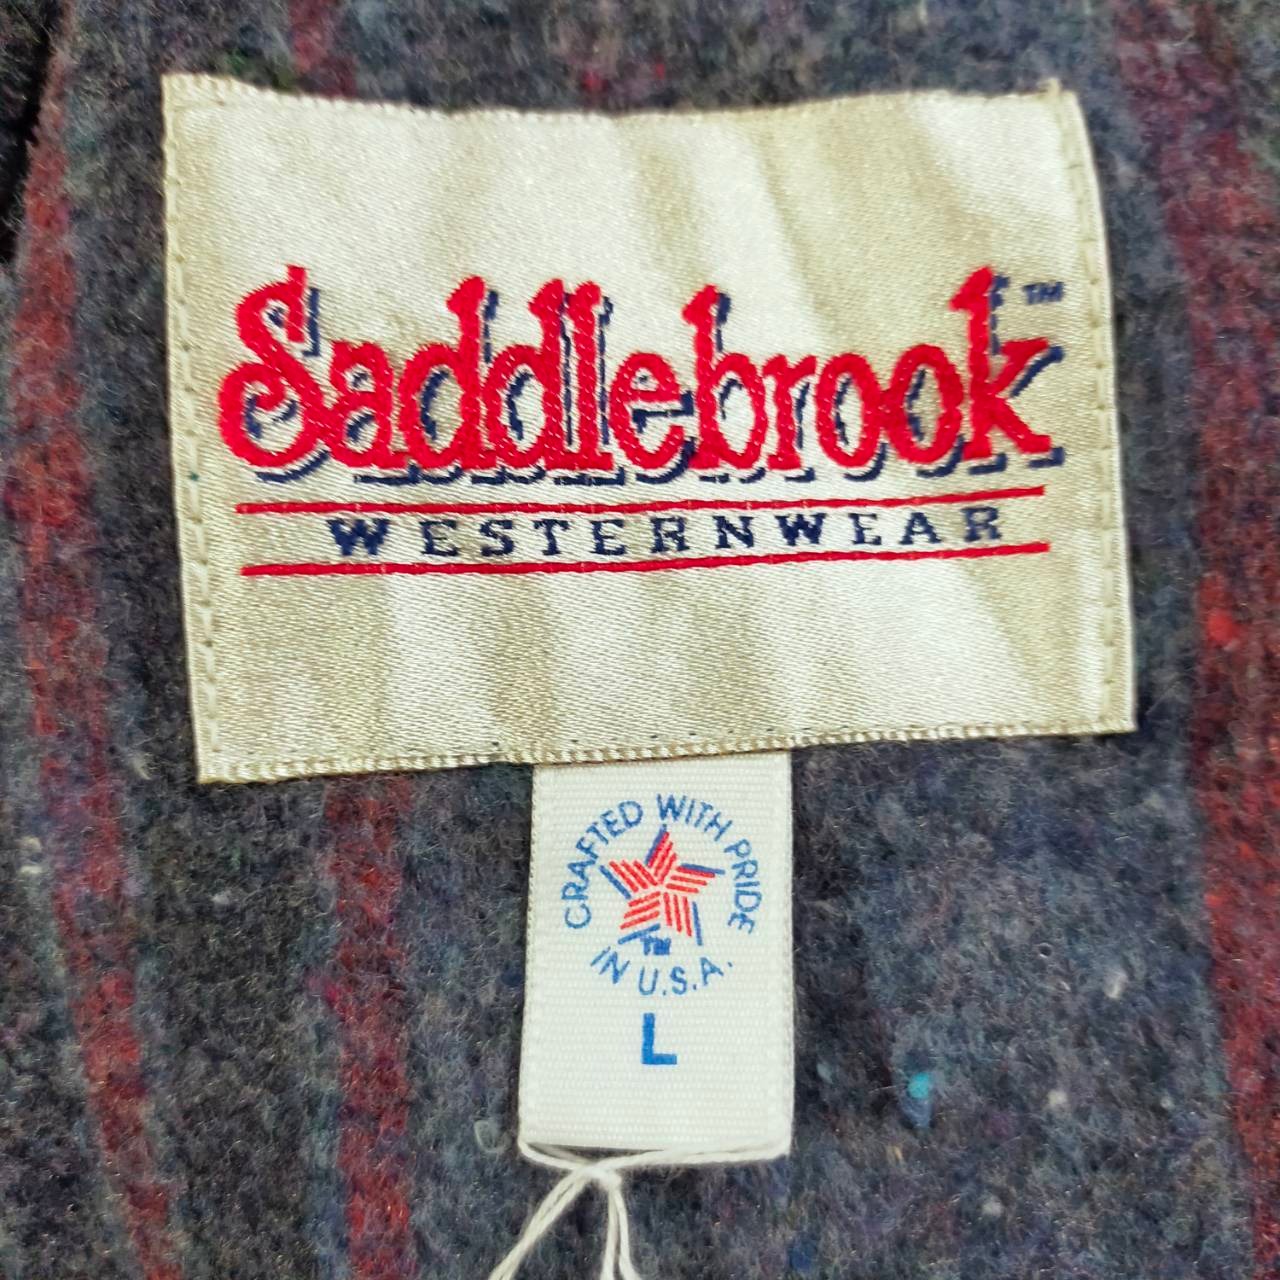 Saddlebrook™
WESTERNWEAR
CRAFTED WITH PRIDE
TM
IN U.S.A.
L